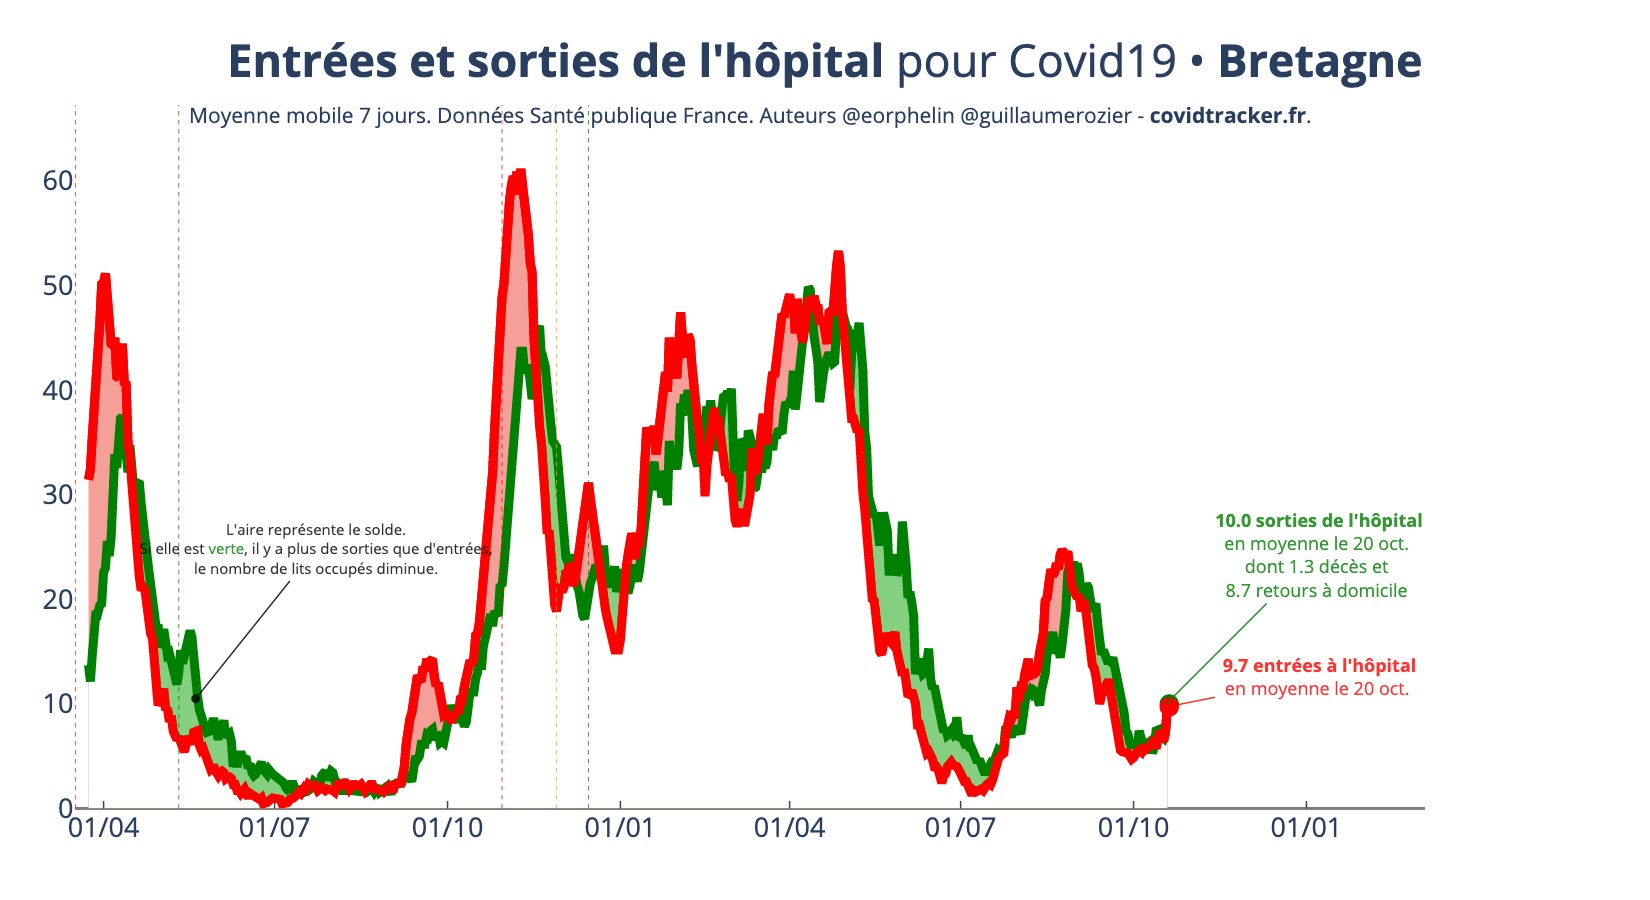 Entrées et sorties de l'hôpital pour Covid19 • Bretagne
Moyenne mobile 7 jours. Données Santé publique France. Auteurs @eorphelin @guillaumerozier - covidtracker.fr.
60
50
40
30
20
10
0
L'aire représente le solde.
Si elle est verte, il y a plus de sorties que d'entrées,
le nombre de lits occupés diminue.
10.0 sorties de l'hôpital
en moyenne le 20 oct.
dont 1.3 décès et
8.7 retours à domicile
9.7 entrées à l'hôpital
en moyenne le 20 oct.
01/04 01/07 01/10 01/01 01/04 01/07 01/10 01/01